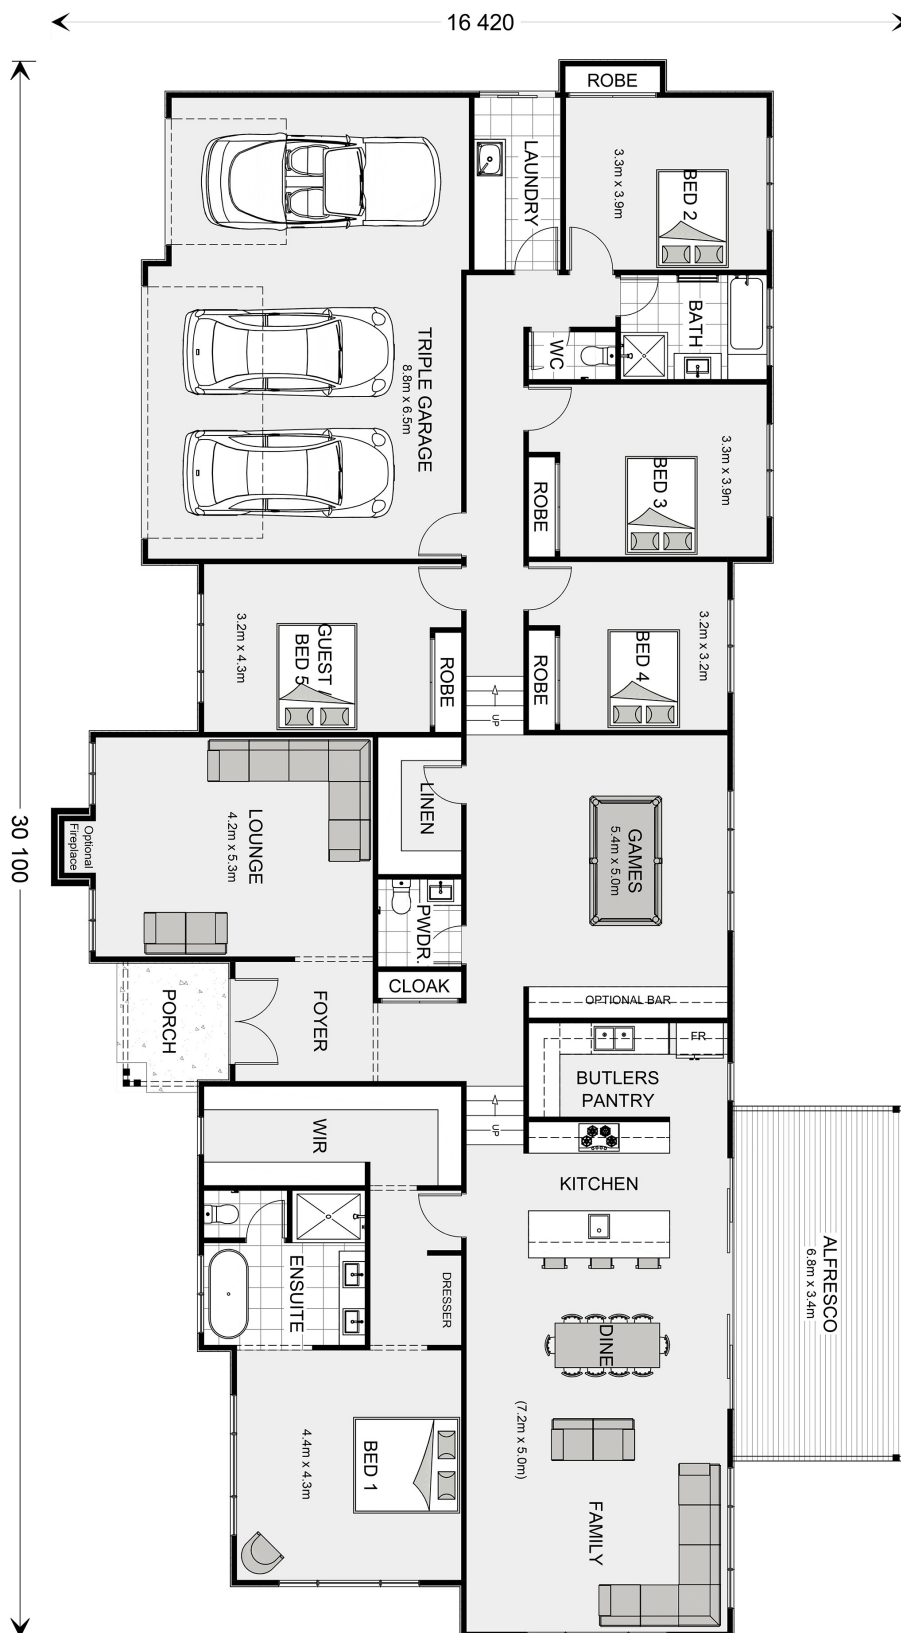 16 420
30 100
ROBE
LAUNDRY
BED 2
3.3m x 3.9m
BATH
WC
TRIPLE GARAGE
8.8m x 6.5m
BED 3
3.3m x 3.9m
ROBE
GUEST /
BED 5
3.2m x 4.3m
ROBE
ROBE
BED 4
3.2m x 3.2m
UP
LINEN
LOUNGE
4.2m x 5.3m
Optional
Fireplace
GAMES
5.4m x 5.0m
PWDR.
CLOAK
OPTIONAL BAR
PORCH
FOYER
FR
BUTLERS
PANTRY
UP
WIR
KITCHEN
ENSUITE
DRESSER
ALFRESCO
6.8m x 3.4m
DINE
(7.2m x 5.0m)
BED 1
4.4m x 4.3m
FAMILY